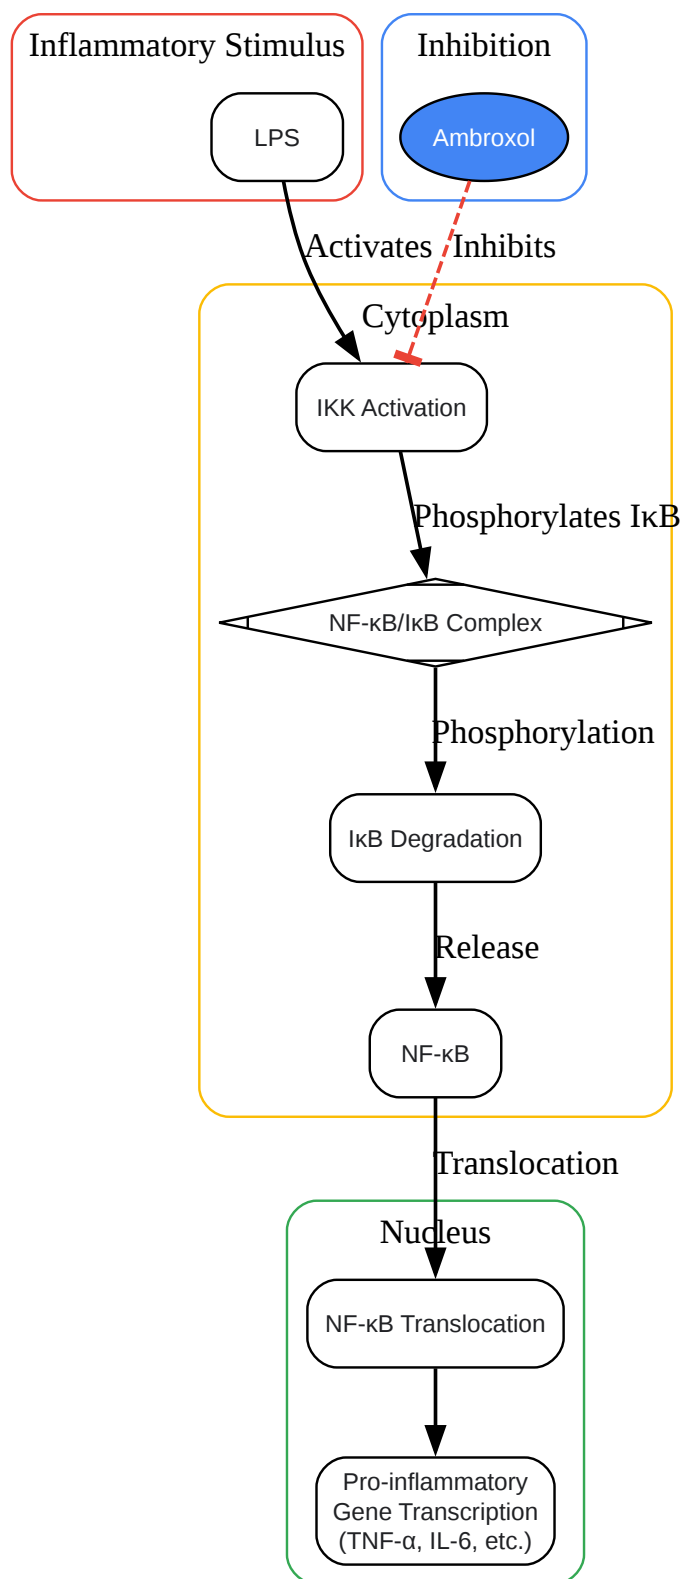 Inflammatory Stimulus
Inhibition
LPS
Ambroxol
Activates
Inhibits
Cytoplasm
IKK Activation
Phosphorylates IκB
NF-κB/IκB Complex
Phosphorylation
IκB Degradation
Release
NF-κB
Translocation
Nucleus
NF-κB Translocation
Pro-inflammatory
Gene Transcription
(TNF-α, IL-6, etc.)